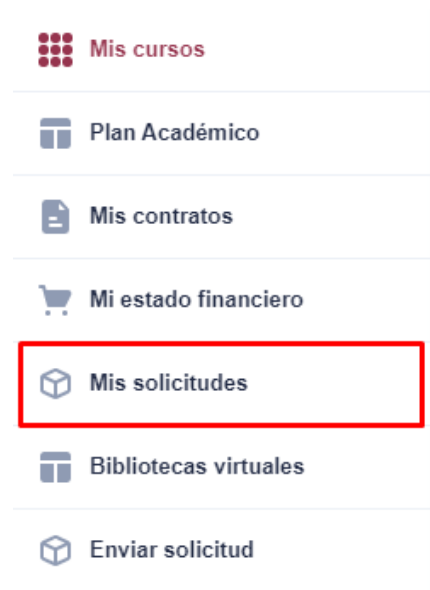 Mis cursos
Plan Académico
Mis contratos
Mi estado financiero
Mis solicitudes
Bibliotecas virtuales
Enviar solicitud